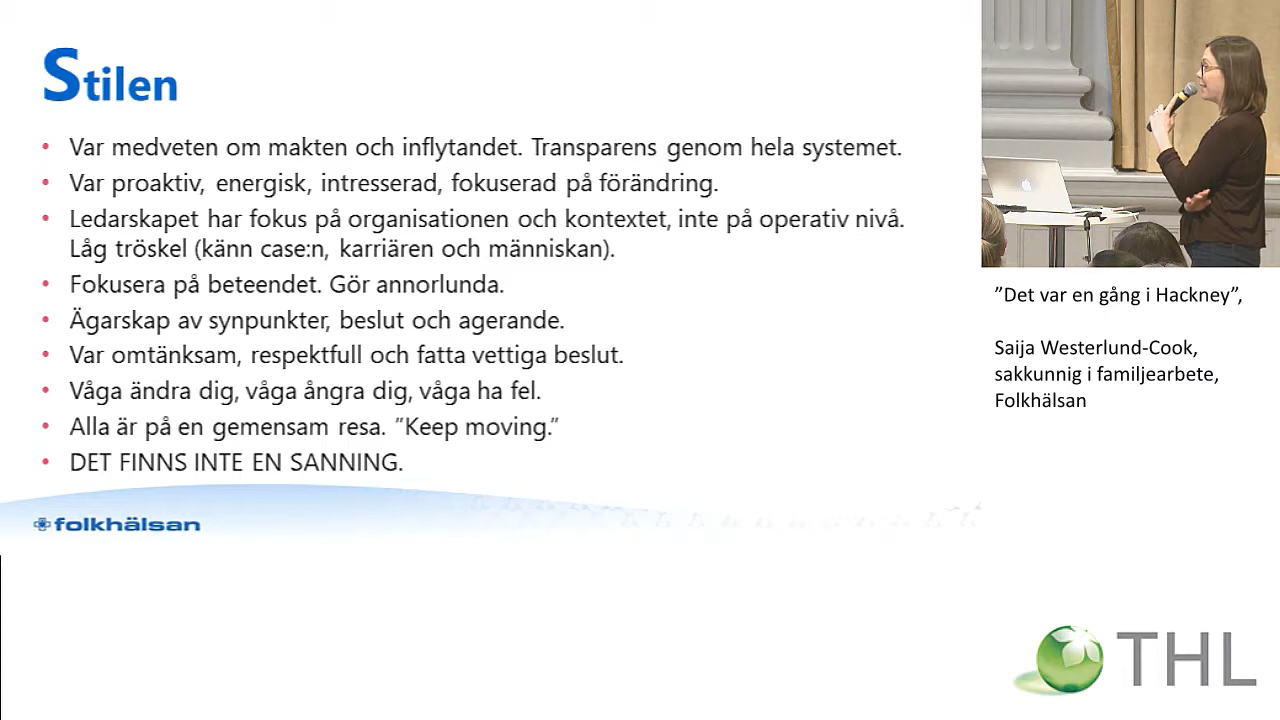 Stilen
• Var medveten om makten och inflytandet. Transparens genom hela systemet.
• Var proaktiv, energisk, intresserad, fokuserad på förändring.
• Ledarskapet har fokus på organisationen och kontextet, inte på operativ nivå.
Låg tröskel (känn case:n, karriären och människan).
• Fokusera på beteendet. Gör annorlunda.
• Ägarskap av synpunkter, beslut och agerande.
• Var omtänksam, respektfull och fatta vettiga beslut.
• Våga ändra dig, våga ångra dig, våga ha fel.
• Alla är på en gemensam resa. ”Keep moving.”
• DET FINNS INTE EN SANNING.
folkhälsan
”Det var en gång i Hackney”,
Saija Westerlund-Cook,
sakkunnig i familjearbete,
Folkhälsan
THL